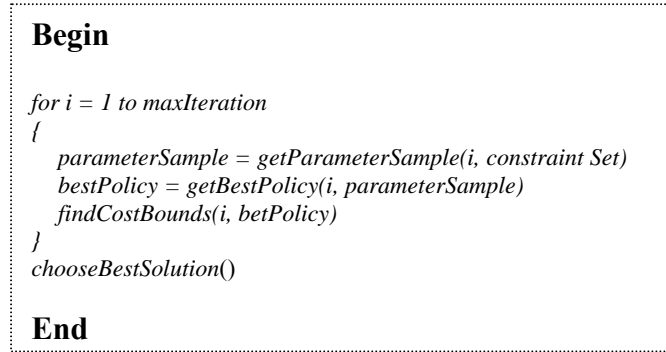 Begin
for i = 1 to maxIteration
{
parameterSample = getParameterSample(i, constraint Set)
bestPolicy = getBestPolicy(i, parameterSample)
findCostBounds(i, betPolicy)
}
chooseBestSolution()
End